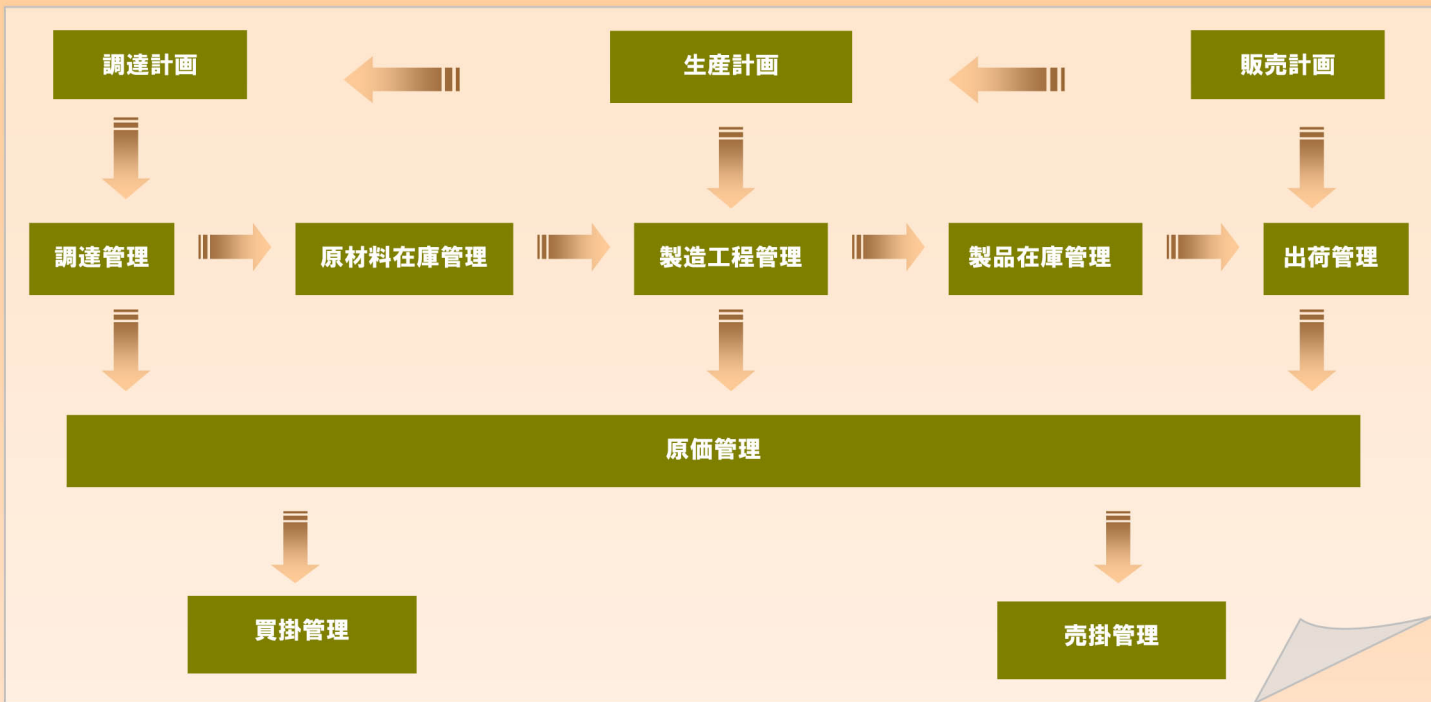 調達計画
生産計画
販売計画
調達管理
原材料在庫管理
製造工程管理
製品在庫管理
出荷管理
原価管理
買掛管理
売掛管理